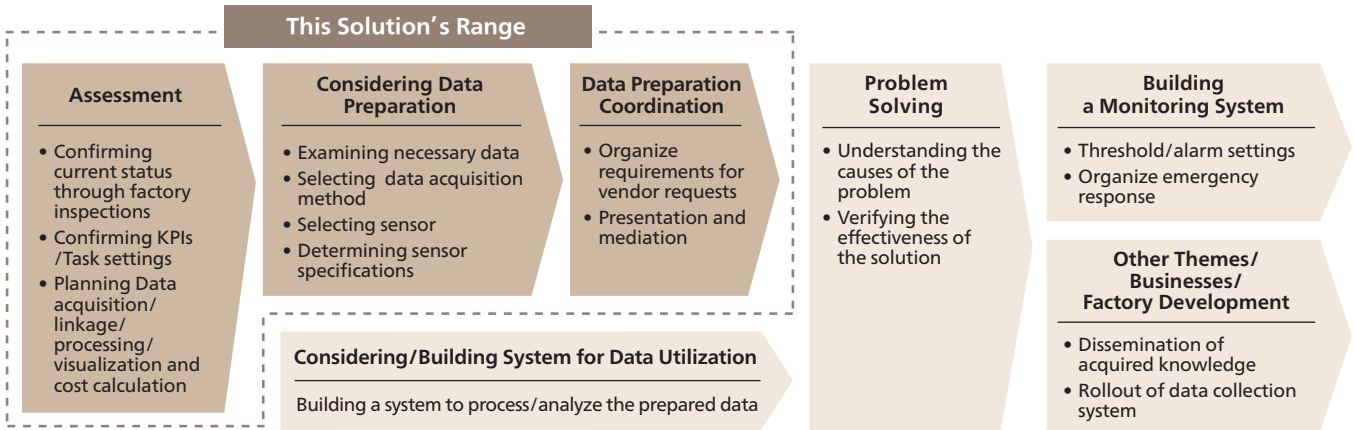 This Solution's Range
Assessment
• Confirming
current status
through factory
inspections
• Confirming KPIs
/Task settings
• Planning Data
acquisition/
linkage/
processing/
visualization and
cost calculation
Considering Data
Preparation
• Examining necessary data
• Selecting data acquisition
method
• Selecting sensor
• Determining sensor
specifications
Data Preparation
Coordination
• Organize
requirements for
vendor requests
• Presentation and
mediation
Considering/Building System for Data Utilization
Building a system to process/analyze the prepared data
Problem
Solving
• Understanding the
causes of the
problem
• Verifying the
effectiveness of
the solution
Building
a Monitoring System
• Threshold/alarm settings
• Organize emergency
response
Other Themes/
Businesses/
Factory Development
• Dissemination of
acquired knowledge
• Rollout of data collection
system